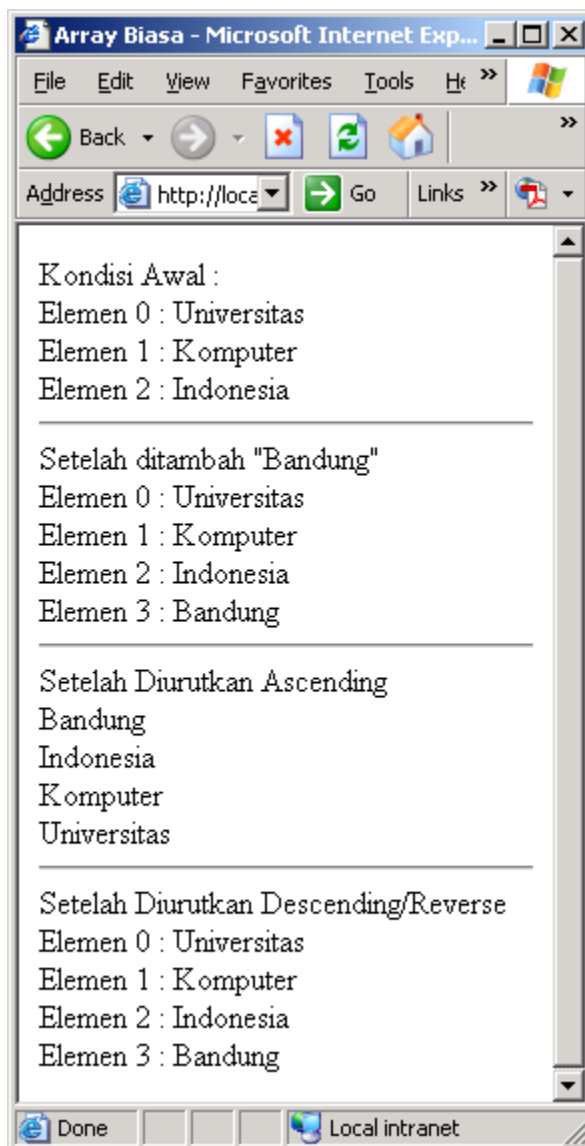 Array Biasa - Microsoft Internet Exp...
File Edit View Favorites Tools He »
Back »
Address http://loca Go Links »
Kondisi Awal :
Elemen 0 : Universitas
Elemen 1 : Komputer
Elemen 2 : Indonesia
Setelah ditambah "Bandung"
Elemen 0 : Universitas
Elemen 1 : Komputer
Elemen 2 : Indonesia
Elemen 3 : Bandung
Setelah Diurutkan Ascending
Bandung
Indonesia
Komputer
Universitas
Setelah Diurutkan Descending/Reverse
Elemen 0 : Universitas
Elemen 1 : Komputer
Elemen 2 : Indonesia
Elemen 3 : Bandung
Done Local intranet